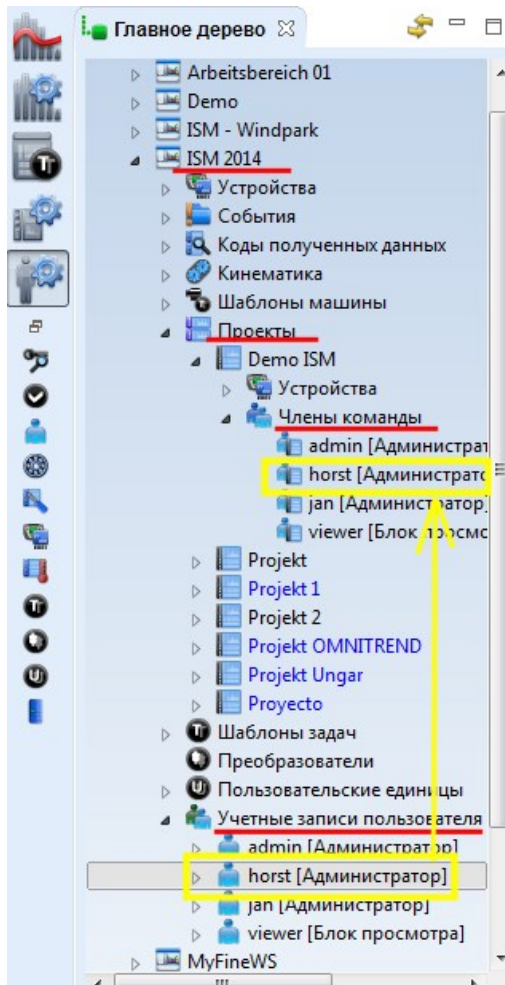 Главное дерево
Arbeitsbereich 01
Demo
ISM - Windpark
ISM 2014
Устройства
События
Коды полученных данных
Кинематика
Шаблоны машины
Проекты
Demo ISM
Устройства
Члены команды
admin [Администрат
horst [Администратс
jan [Администратор]
viewer [Блок просмс
Projekt
Projekt 1
Projekt 2
Projekt OMNITREND
Projekt Ungar
Proyecto
Шаблоны задач
Преобразователи
Пользовательские единицы
Учетные записи пользователя
admin [Администратор]
horst [Администратор]
jan [Администратор]
viewer [Блок просмотра]
MyFineWS